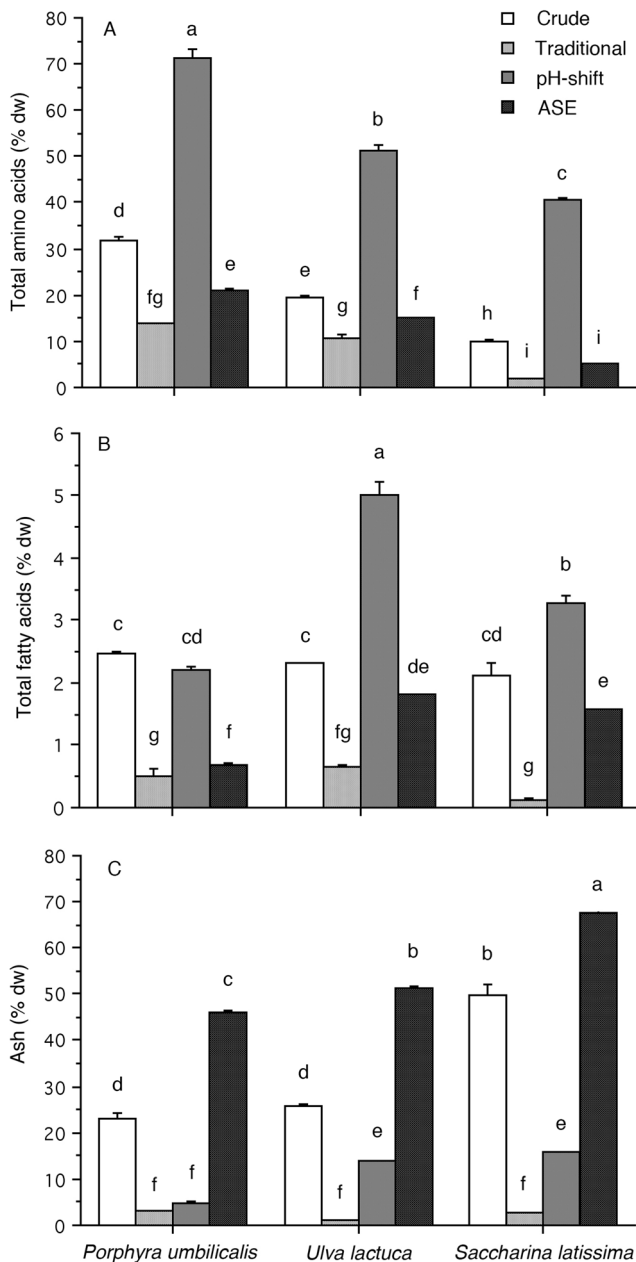 A
Crude
Traditional
pH-shift
ASE
Total amino acids (% dw)
80
70
60
50
40
30
20
10
0
d
fg
a
e
e
g
b
f
h
i
c
i
B
Total fatty acids (% dw)
6
5
4
3
2
1
0
c
g
cd
f
c
fg
a
de
cd
g
b
e
C
Ash (% dw)
80
70
60
50
40
30
20
10
0
d
f
f
c
d
f
e
b
b
f
e
a
Porphyra umbilicalis Ulva lactuca Saccharina latissima